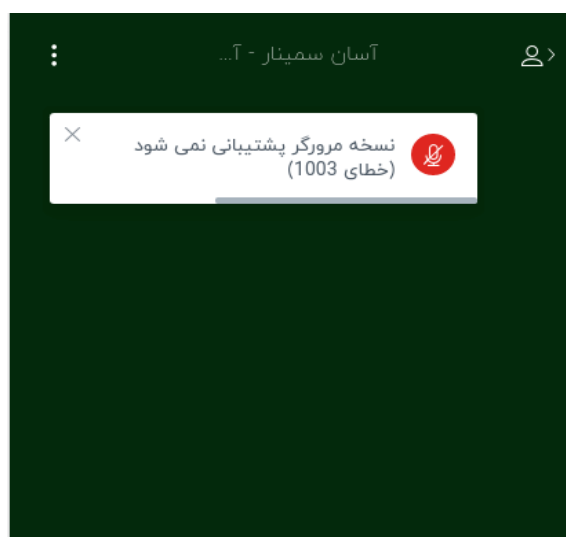 آسان سمینار - آ...
نسخه مرورگر پشتیبانی نمی شود
(خطای 1003)